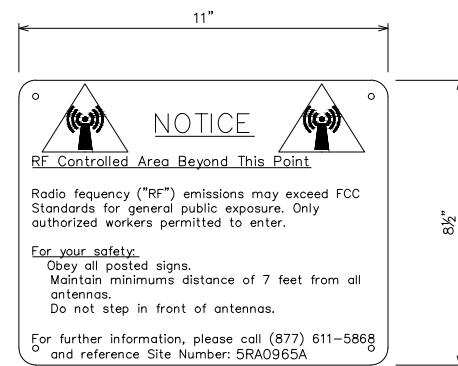 11"
NOTICE
RF Controlled Area Beyond This Point
Radio fequency ("RF") emissions may exceed FCC
Standards for general public exposure. Only
authorized workers permitted to enter.
For your safety:
Obey all posted signs.
Maintain minimums distance of 7 feet from all
antennas.
Do not step in front of antennas.
For further information, please call (877) 611-5868
and reference Site Number: 5RA0965A
8½"